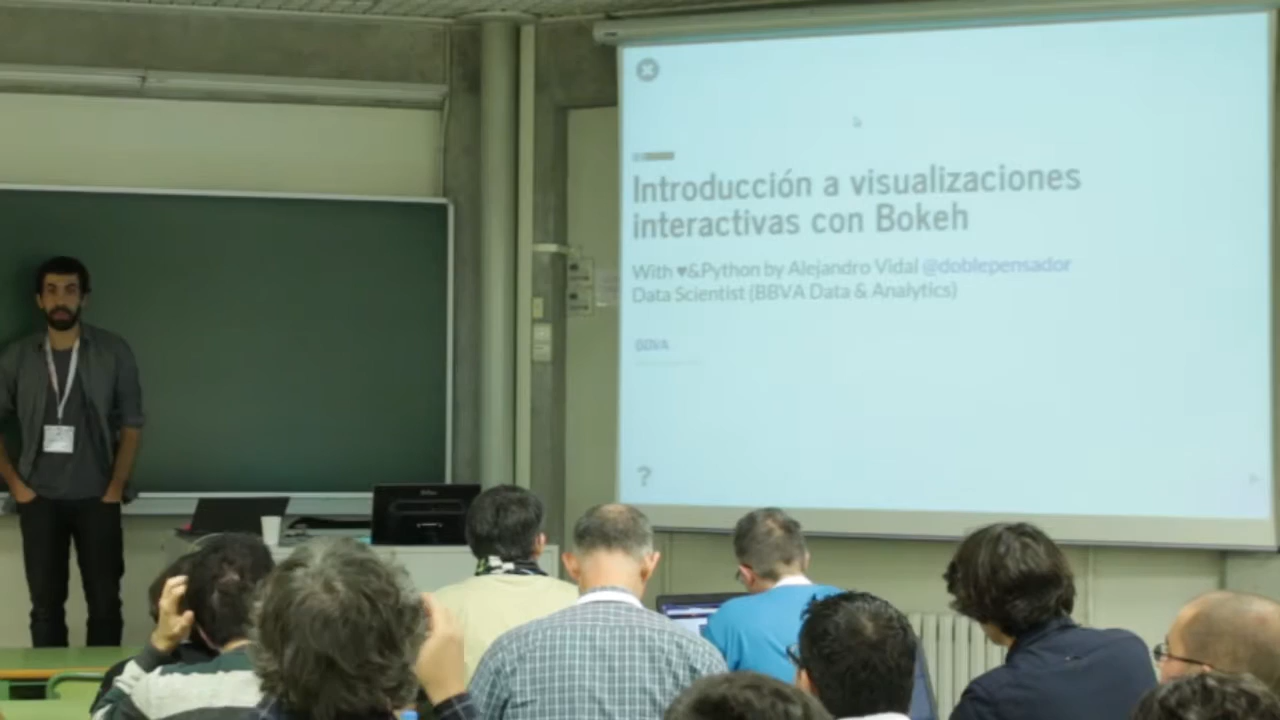 Introducción a visualizaciones
interactivas con Bokeh
With ♥&Python by Alejandro Vidal @doblepensador
Data Scientist (BBVA Data & Analytics)
BBVA
?